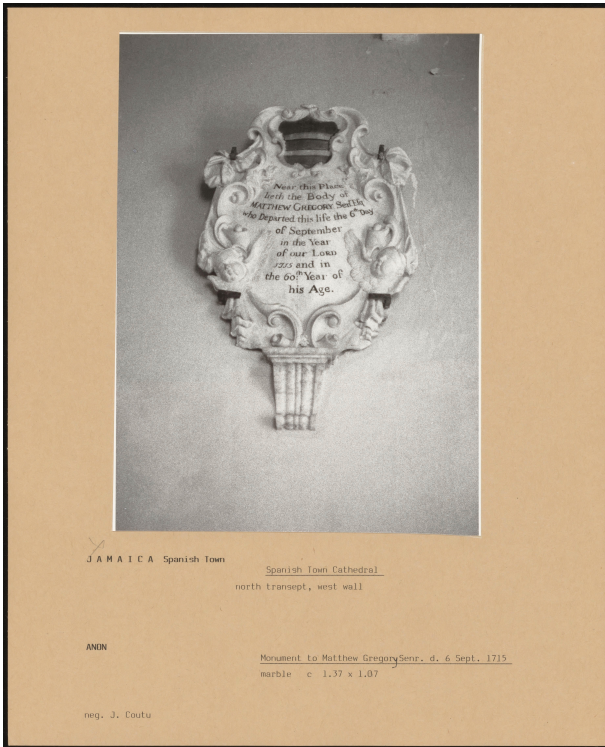 Near this Place
lieth the Body of
MATTHEW GREGORY Senr. Esq.
who Departed this life the 6th Day
of September
in the Year
of our LORD
1715 and in
the 60th Year of
his Age.
JAMAICA Spanish Town
Spanish Town Cathedral
north transept, west wall
ANON
Monument to Matthew Gregory Senr. d. 6 Sept. 1715
marble c 1.37 x 1.07
neg. J. Coutu